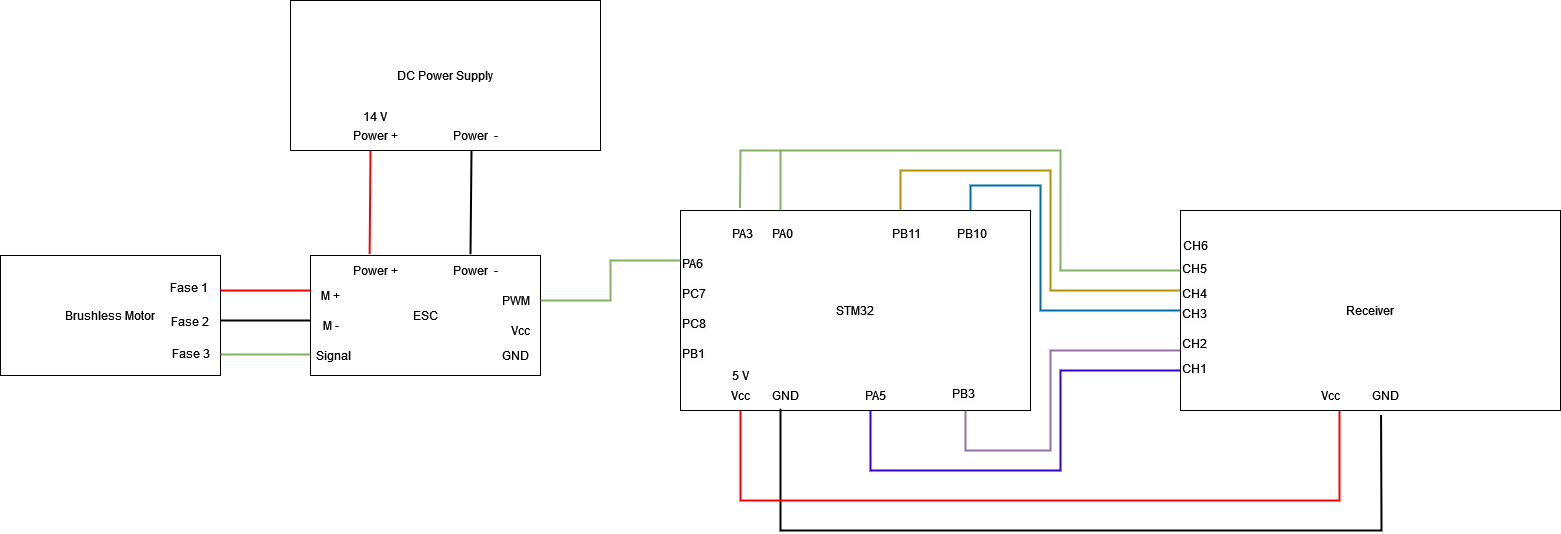 DC Power Supply
14 V
Power +
Power -
Brushless Motor
Fase 1
Fase 2
Fase 3
Power +
Power -
M +
M -
Signal
ESC
PWM
Vcc
GND
PA3
PA0
PB11
PB10
PA6
PC7
PC8
PB1
STM32
5 V
Vcc
GND
PA5
PB3
CH6
CH5
CH4
CH3
CH2
CH1
Receiver
Vcc
GND